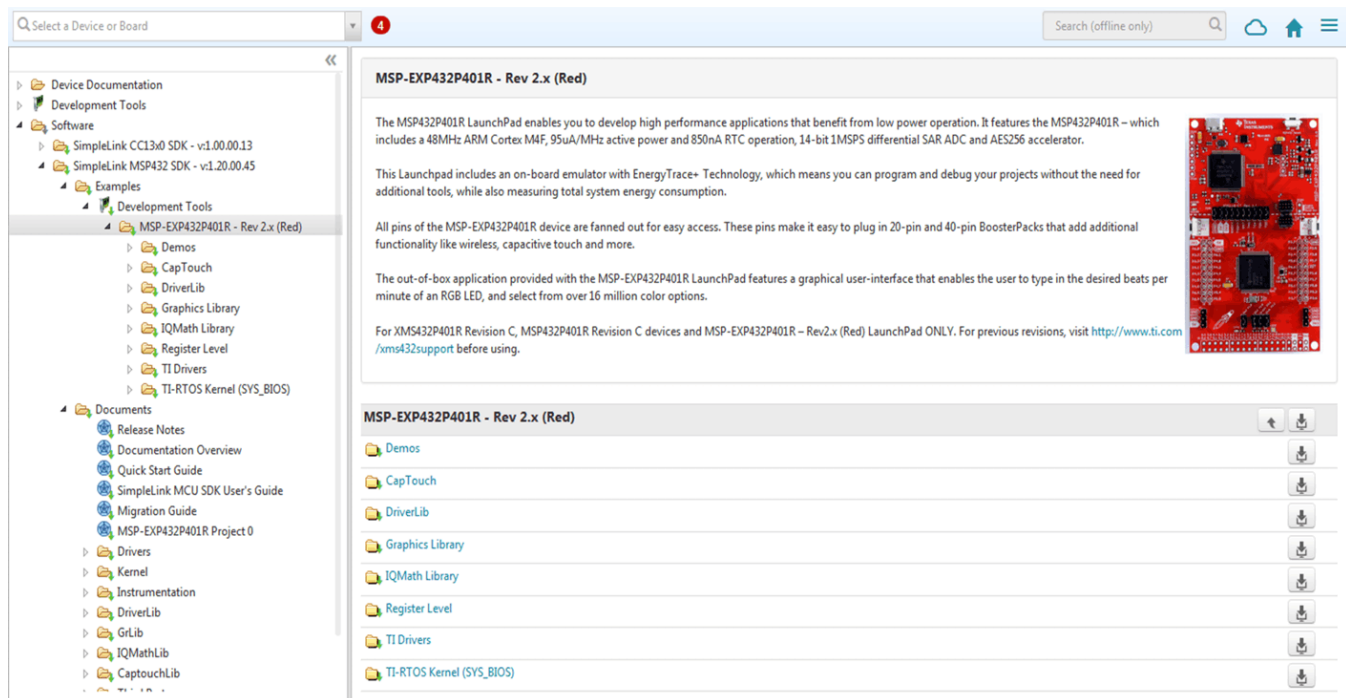 Select a Device or Board
4
Search (offline only)
Device Documentation
Development Tools
Software
SimpleLink CC13x0 SDK - v:1.00.00.13
SimpleLink MSP432 SDK - v:1.20.00.45
Examples
Development Tools
MSP-EXP432P401R - Rev 2.x (Red)
Demos
CapTouch
DriverLib
Graphics Library
IQMath Library
Register Level
TI Drivers
TI-RTOS Kernel (SYS_BIOS)
Documents
Release Notes
Documentation Overview
Quick Start Guide
SimpleLink MCU SDK User's Guide
Migration Guide
MSP-EXP432P401R Project 0
Drivers
Kernel
Instrumentation
DriverLib
GrLib
IQMathLib
CaptouchLib
MSP-EXP432P401R - Rev 2.x (Red)
The MSP432P401R LaunchPad enables you to develop high performance applications that benefit from low power operation. It features the MSP432P401R – which
includes a 48MHz ARM Cortex M4F, 95uA/MHz active power and 850nA RTC operation, 14-bit 1MSPS differential SAR ADC and AES256 accelerator.
This Launchpad includes an on-board emulator with EnergyTrace+ Technology, which means you can program and debug your projects without the need for
additional tools, while also measuring total system energy consumption.
All pins of the MSP-EXP432P401R device are fanned out for easy access. These pins make it easy to plug in 20-pin and 40-pin BoosterPacks that add additional
functionality like wireless, capacitive touch and more.
The out-of-box application provided with the MSP-EXP432P401R LaunchPad features a graphical user-interface that enables the user to type in the desired beats per
minute of an RGB LED, and select from over 16 million color options.
For XMS432P401R Revision C, MSP432P401R Revision C devices and MSP-EXP432P401R – Rev2.x (Red) LaunchPad ONLY. For previous revisions, visit http://www.ti.com
/xms432support before using.
MSP-EXP432P401R - Rev 2.x (Red)
Demos
CapTouch
DriverLib
Graphics Library
IQMath Library
Register Level
TI Drivers
TI-RTOS Kernel (SYS_BIOS)